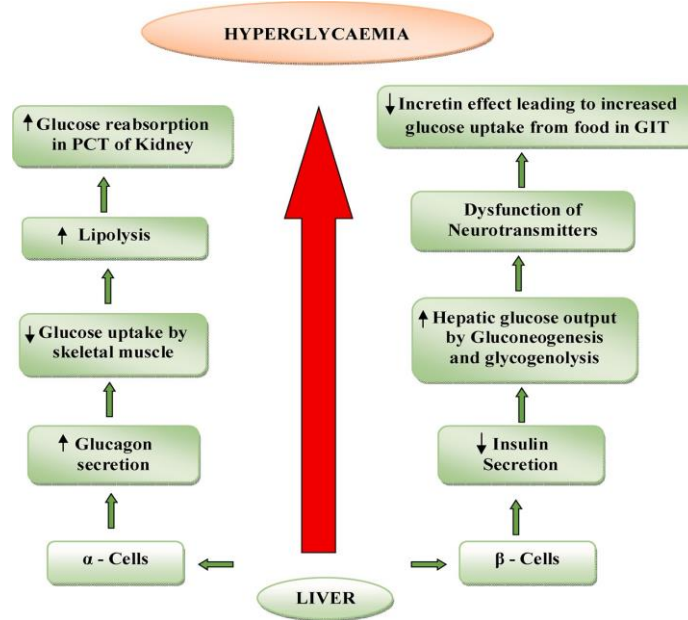 HYPERGLYCAEMIA
↑ Glucose reabsorption
in PCT of Kidney
↑ Lipolysis
↓ Glucose uptake by
skeletal muscle
↑ Glucagon
secretion
α - Cells
↓ Incretin effect leading to increased
glucose uptake from food in GIT
Dysfunction of
Neurotransmitters
↑ Hepatic glucose output
by Gluconeogenesis
and glycogenolysis
↓ Insulin
Secretion
β - Cells
LIVER